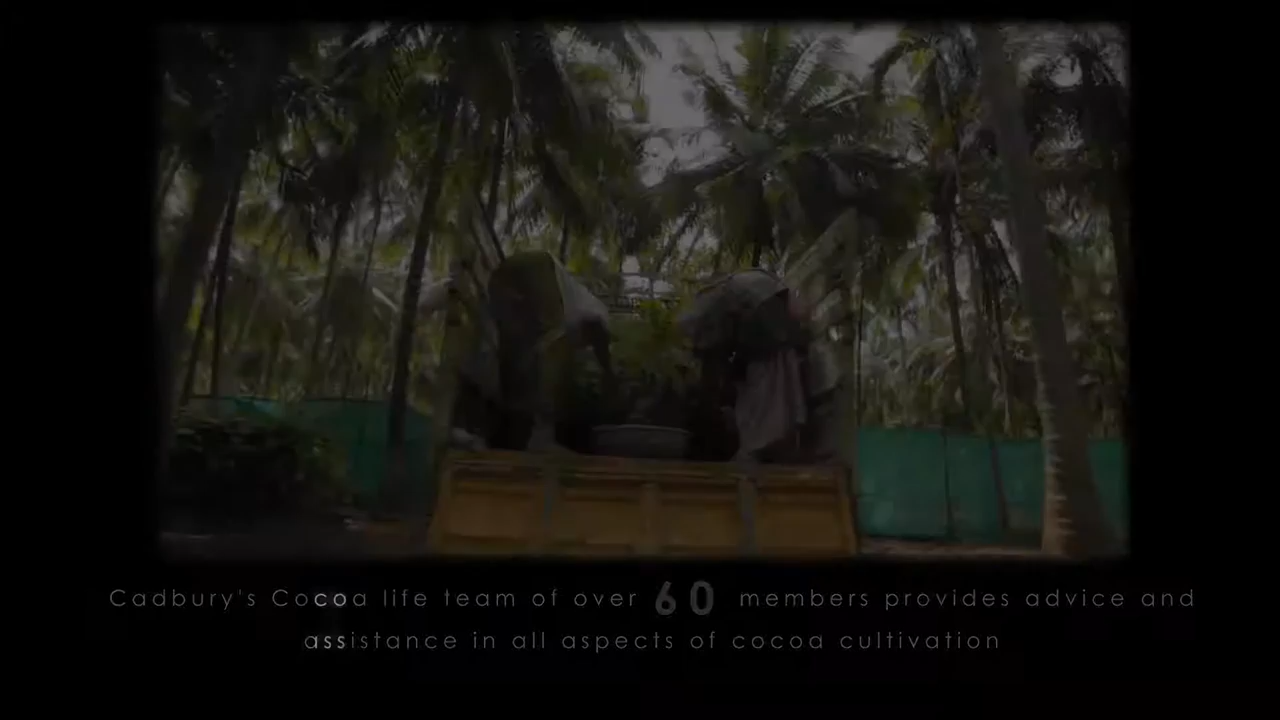 Cadbury's Cocoa life team of over 60 members provides advice and
assistance in all aspects of cocoa cultivation